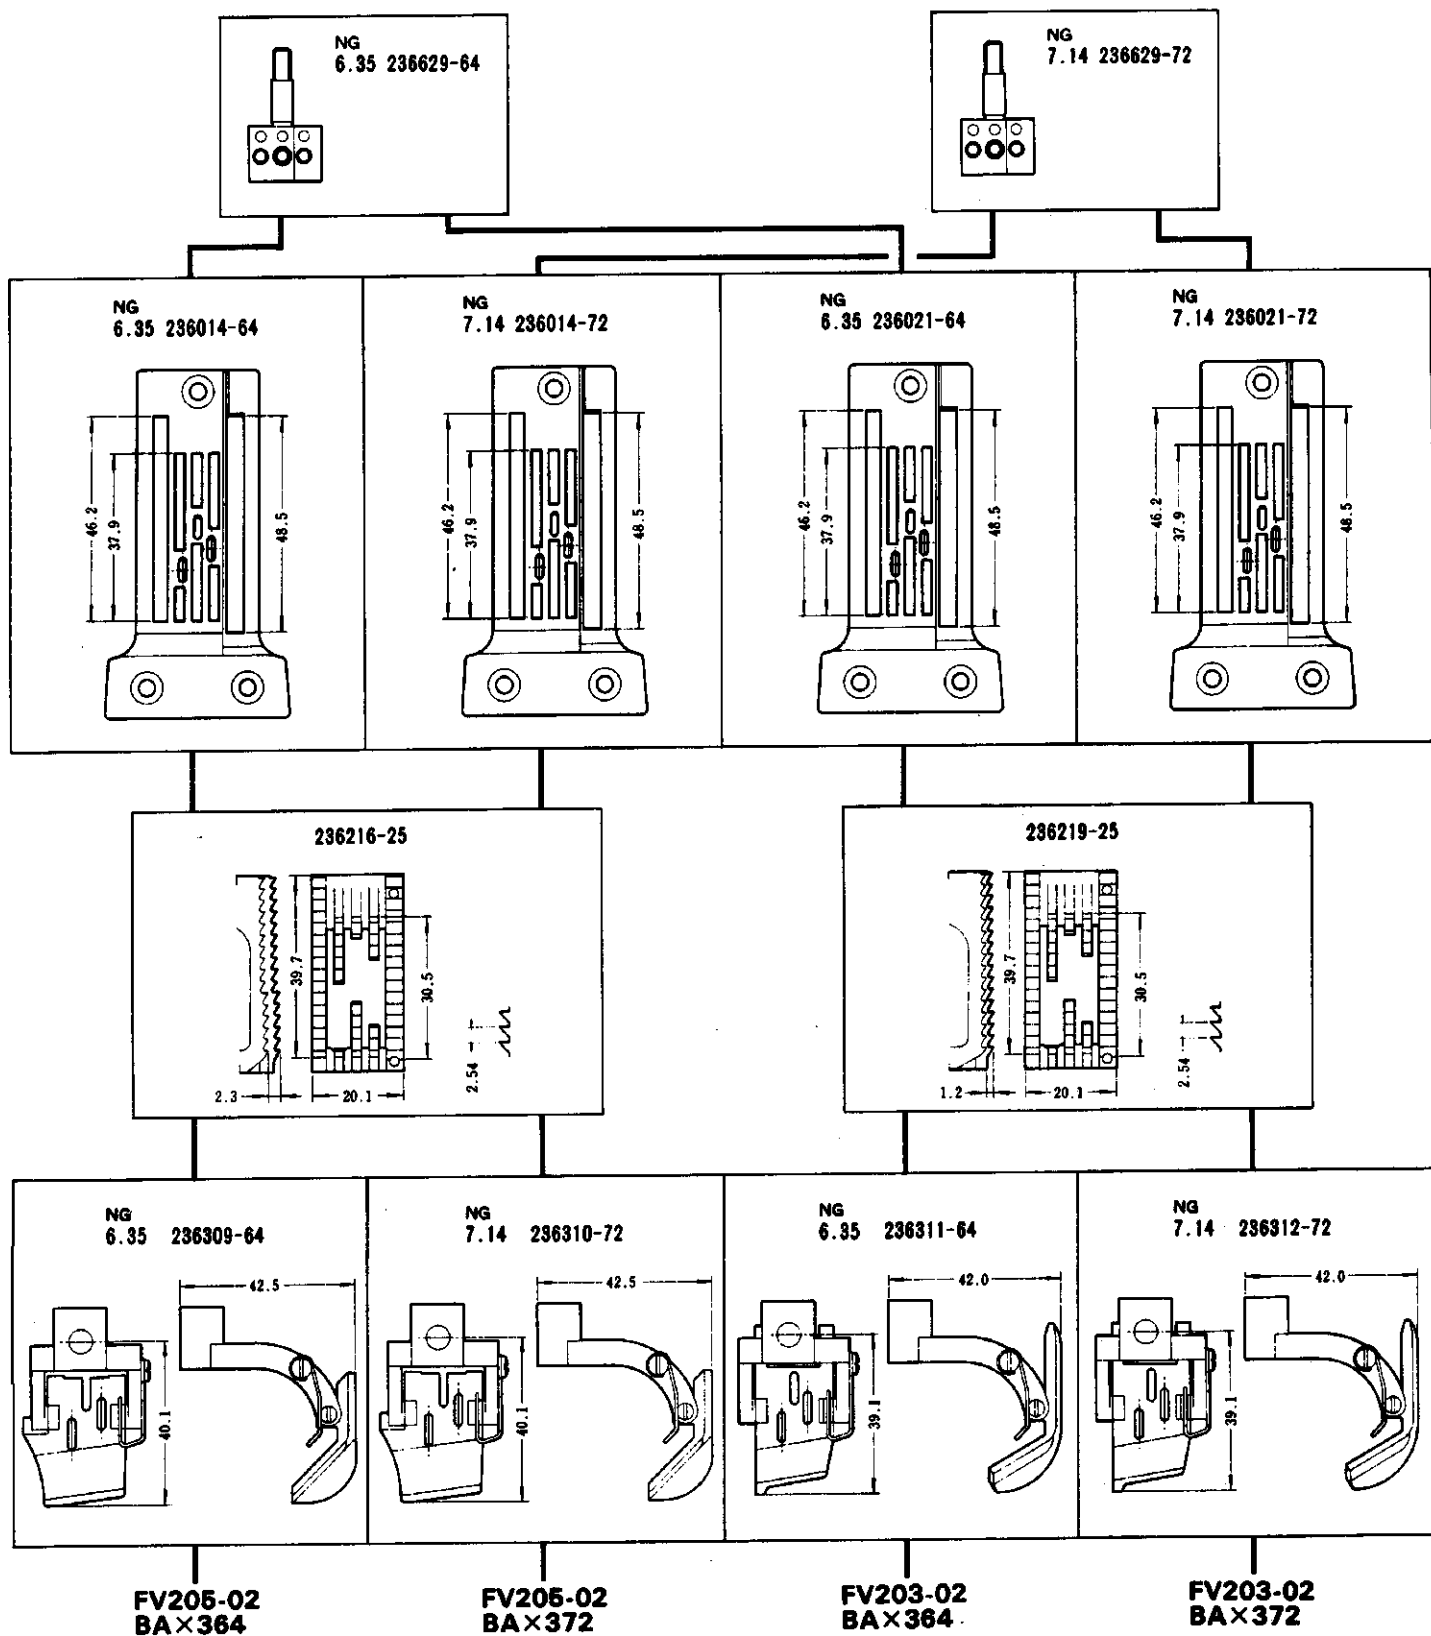 NG
6.35 236629-64
NG
7.14 236629-72
NG
6.35 236014-64
NG
7.14 236014-72
NG
6.35 236021-64
NG
7.14 236021-72
46.2
37.9
48.5
46.2
37.9
48.5
46.2
37.9
48.5
46.2
37.9
48.5
236216-25
236219-25
39.7
30.5
2.54
2.3
20.1
39.7
30.5
2.54
1.2
20.1
NG
6.35 236309-64
NG
7.14 236310-72
NG
6.35 236311-64
NG
7.14 236312-72
42.5
40.1
42.5
40.1
42.0
39.1
42.0
39.1
FV205-02
BA×364
FV205-02
BA×372
FV203-02
BA×364
FV203-02
BA×372